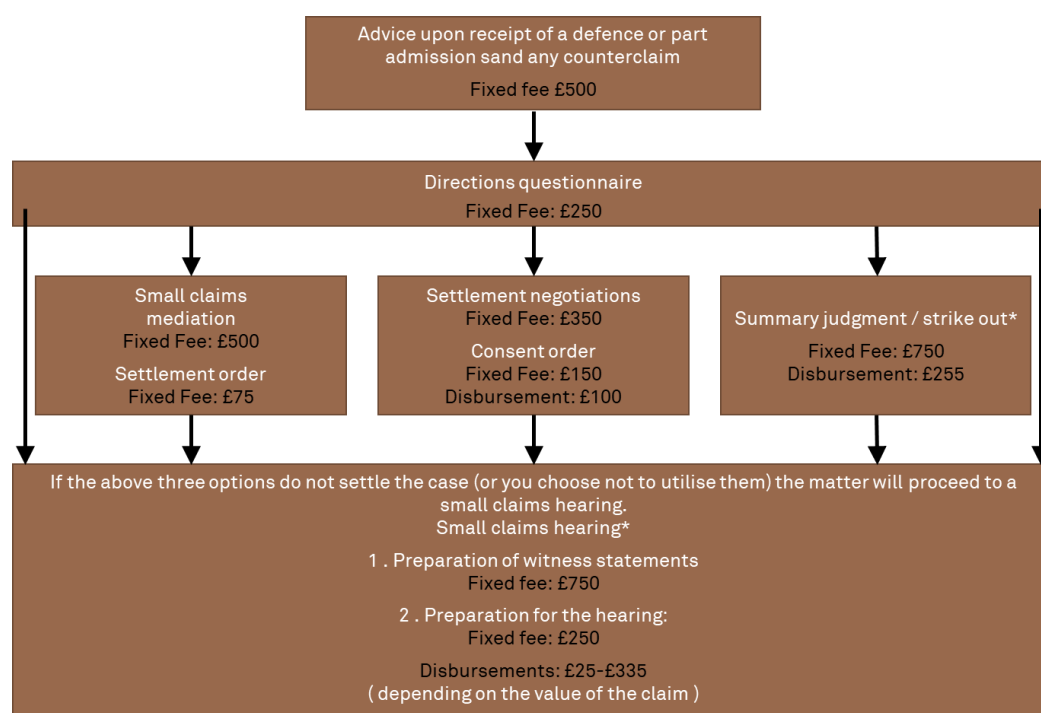 Advice upon receipt of a defence or part
admission sand any counterclaim
Fixed fee £500
Directions questionnaire
Fixed Fee: £250
Small claims
mediation
Fixed Fee: £500
Settlement order
Fixed Fee: £75
Settlement negotiations
Fixed Fee: £350
Consent order
Fixed Fee: £150
Disbursement: £100
Summary judgment / strike out*
Fixed Fee: £750
Disbursement: £255
If the above three options do not settle the case (or you choose not to utilise them) the matter will proceed to a
small claims hearing.
Small claims hearing*
1 . Preparation of witness statements
Fixed fee: £750
2 . Preparation for the hearing:
Fixed fee: £250
Disbursements: £25-£335
( depending on the value of the claim )